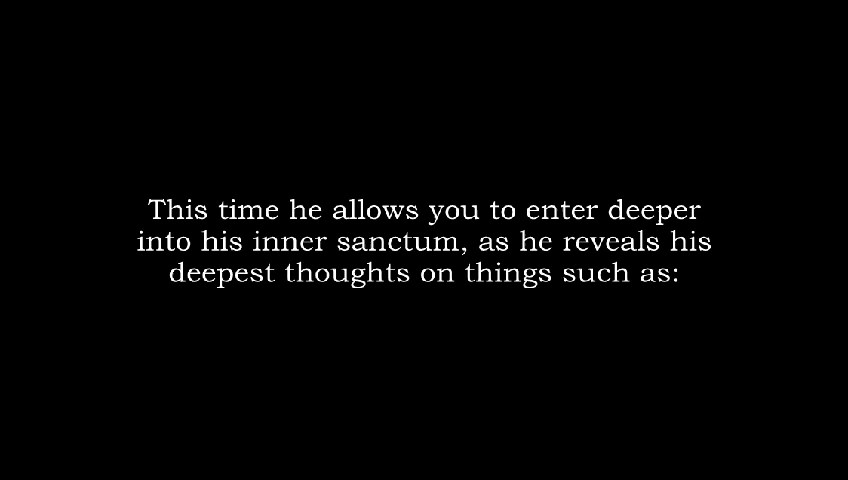 This time he allows you to enter deeper
into his inner sanctum, as he reveals his
deepest thoughts on things such as: